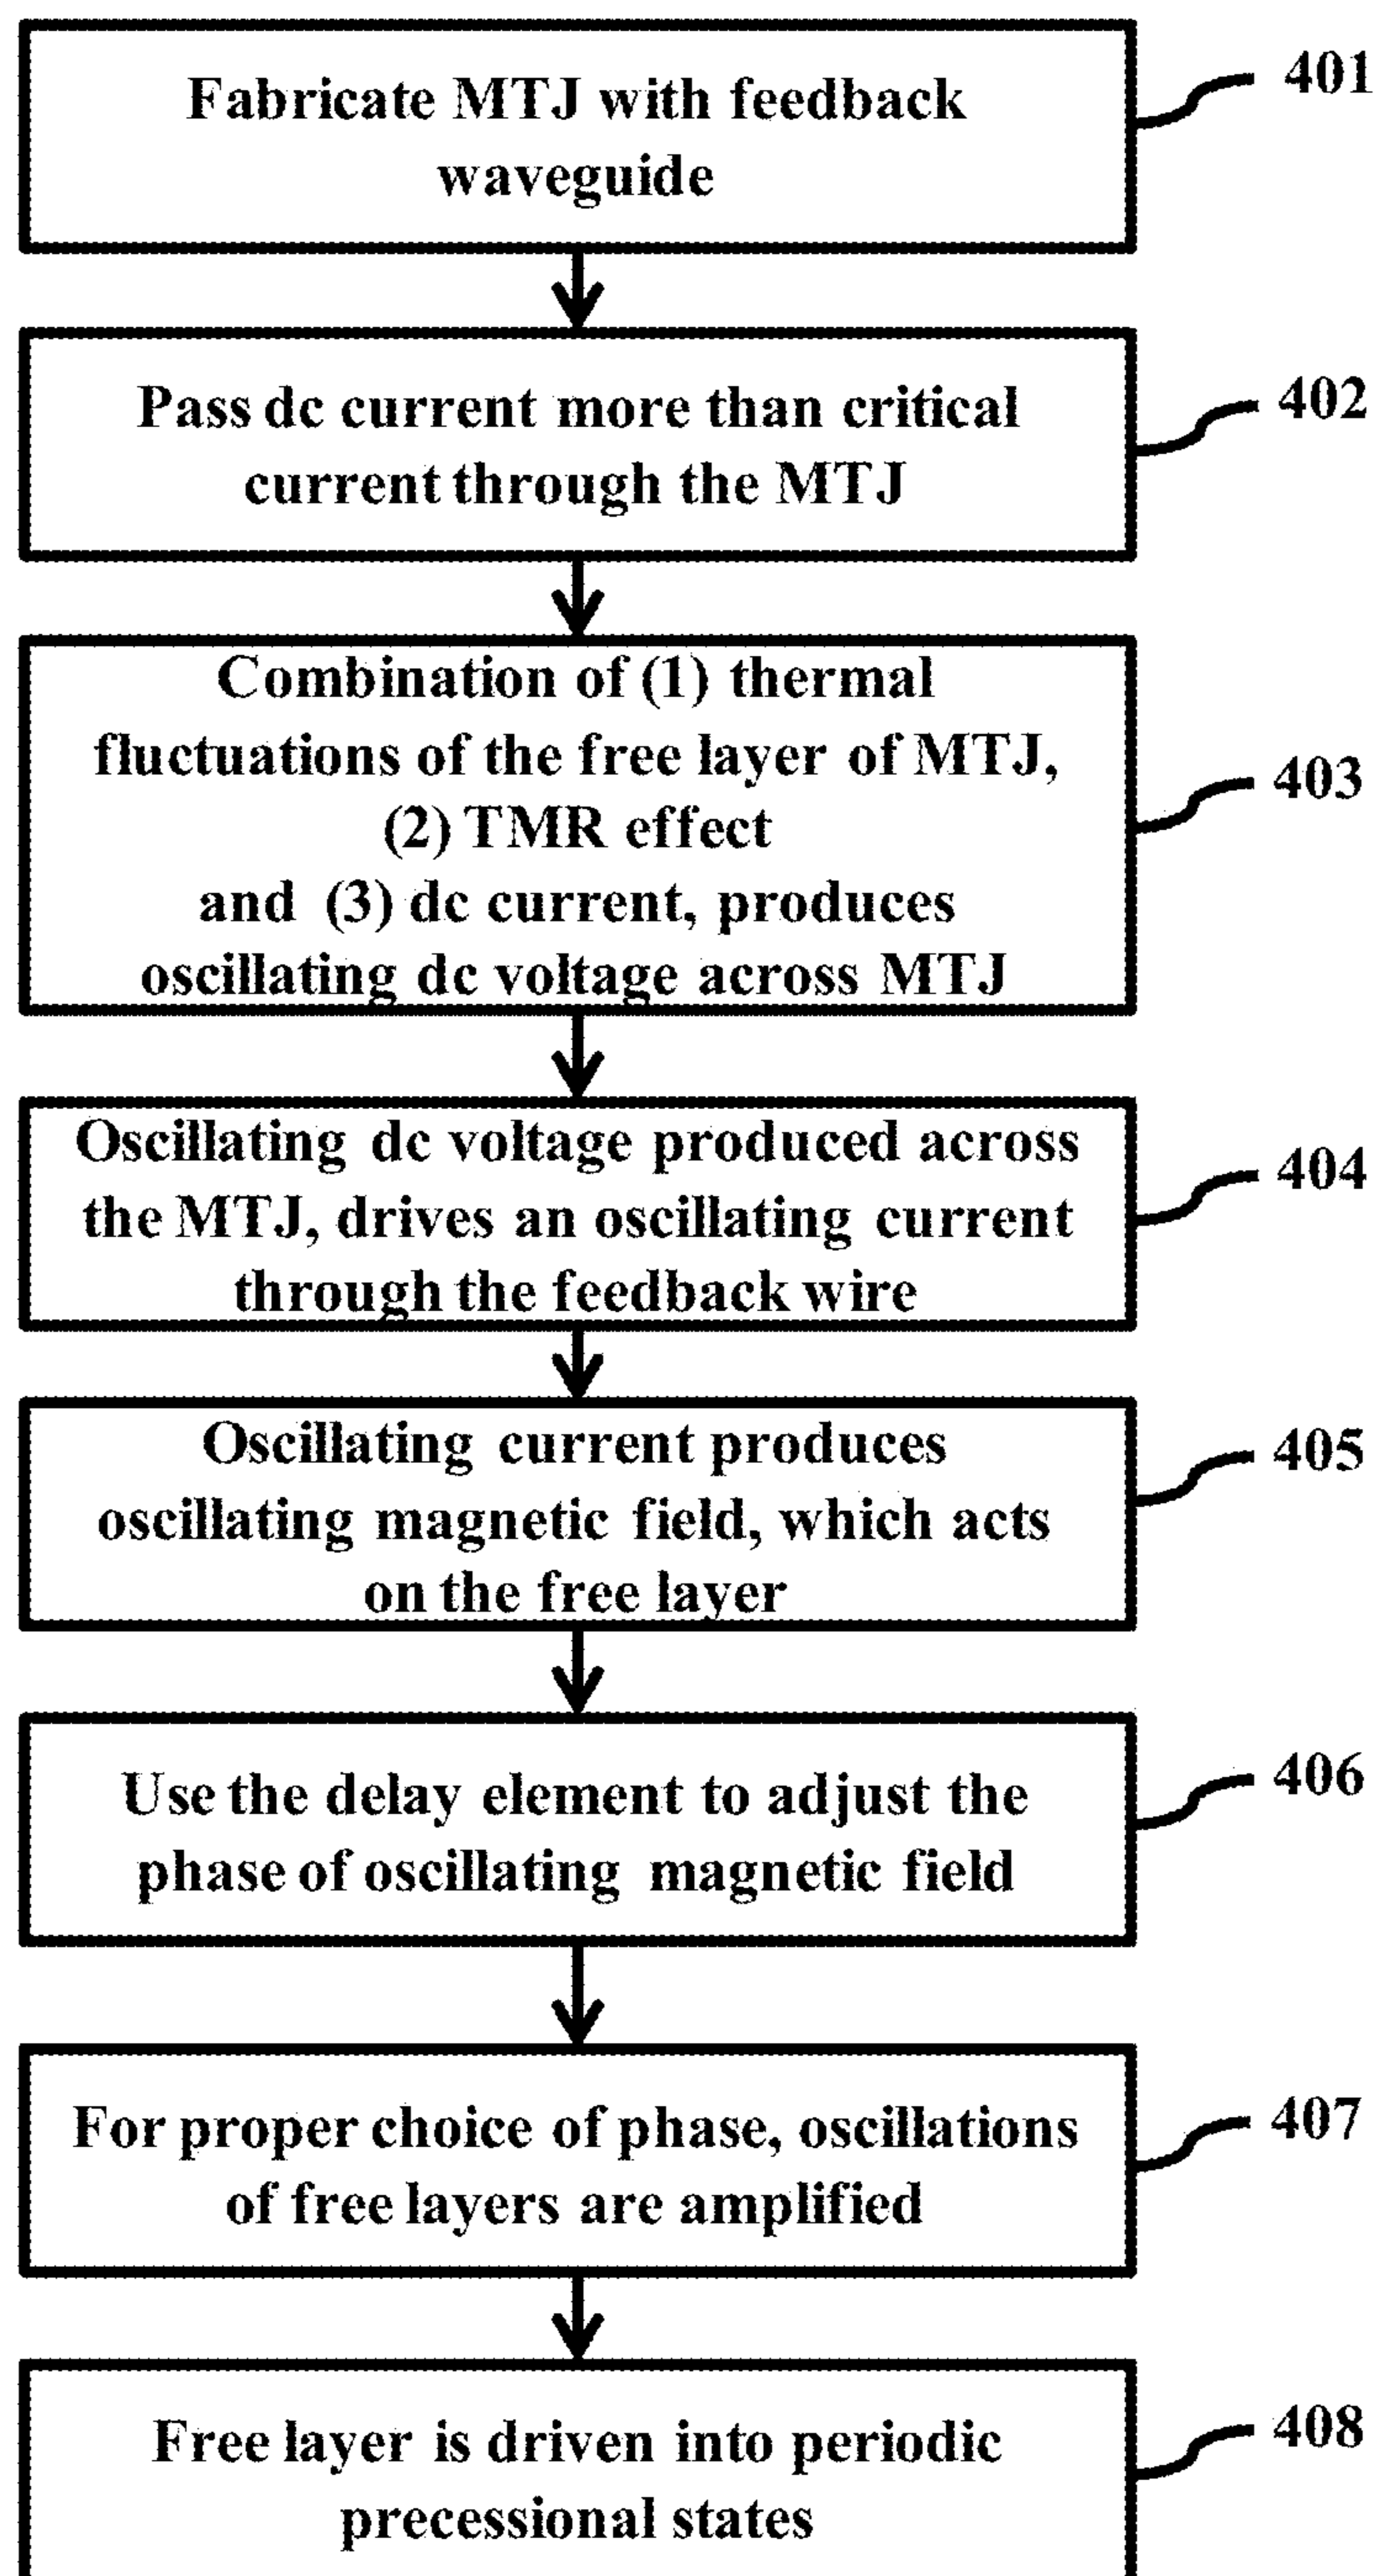 Fabricate MTJ with feedback
waveguide
401
Pass dc current more than critical
current through the MTJ
402
Combination of (1) thermal
fluctuations of the free layer of MTJ,
(2) TMR effect
and (3) dc current, produces
oscillating dc voltage across MTJ
403
Oscillating dc voltage produced across
the MTJ, drives an oscillating current
through the feedback wire
404
Oscillating current produces
oscillating magnetic field, which acts
on the free layer
405
Use the delay element to adjust the
phase of oscillating magnetic field
406
For proper choice of phase, oscillations
of free layers are amplified
407
Free layer is driven into periodic
precessional states
408